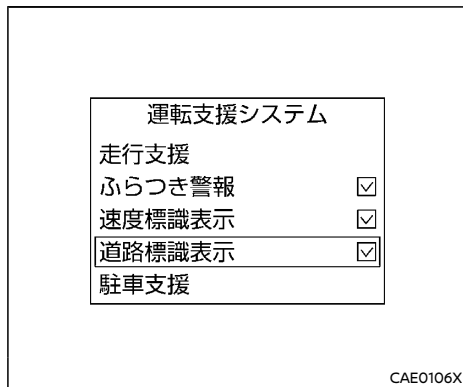 運転支援システム
走行支援
ふらつき警報
速度標識表示
道路標識表示
駐車支援
CAE0106X